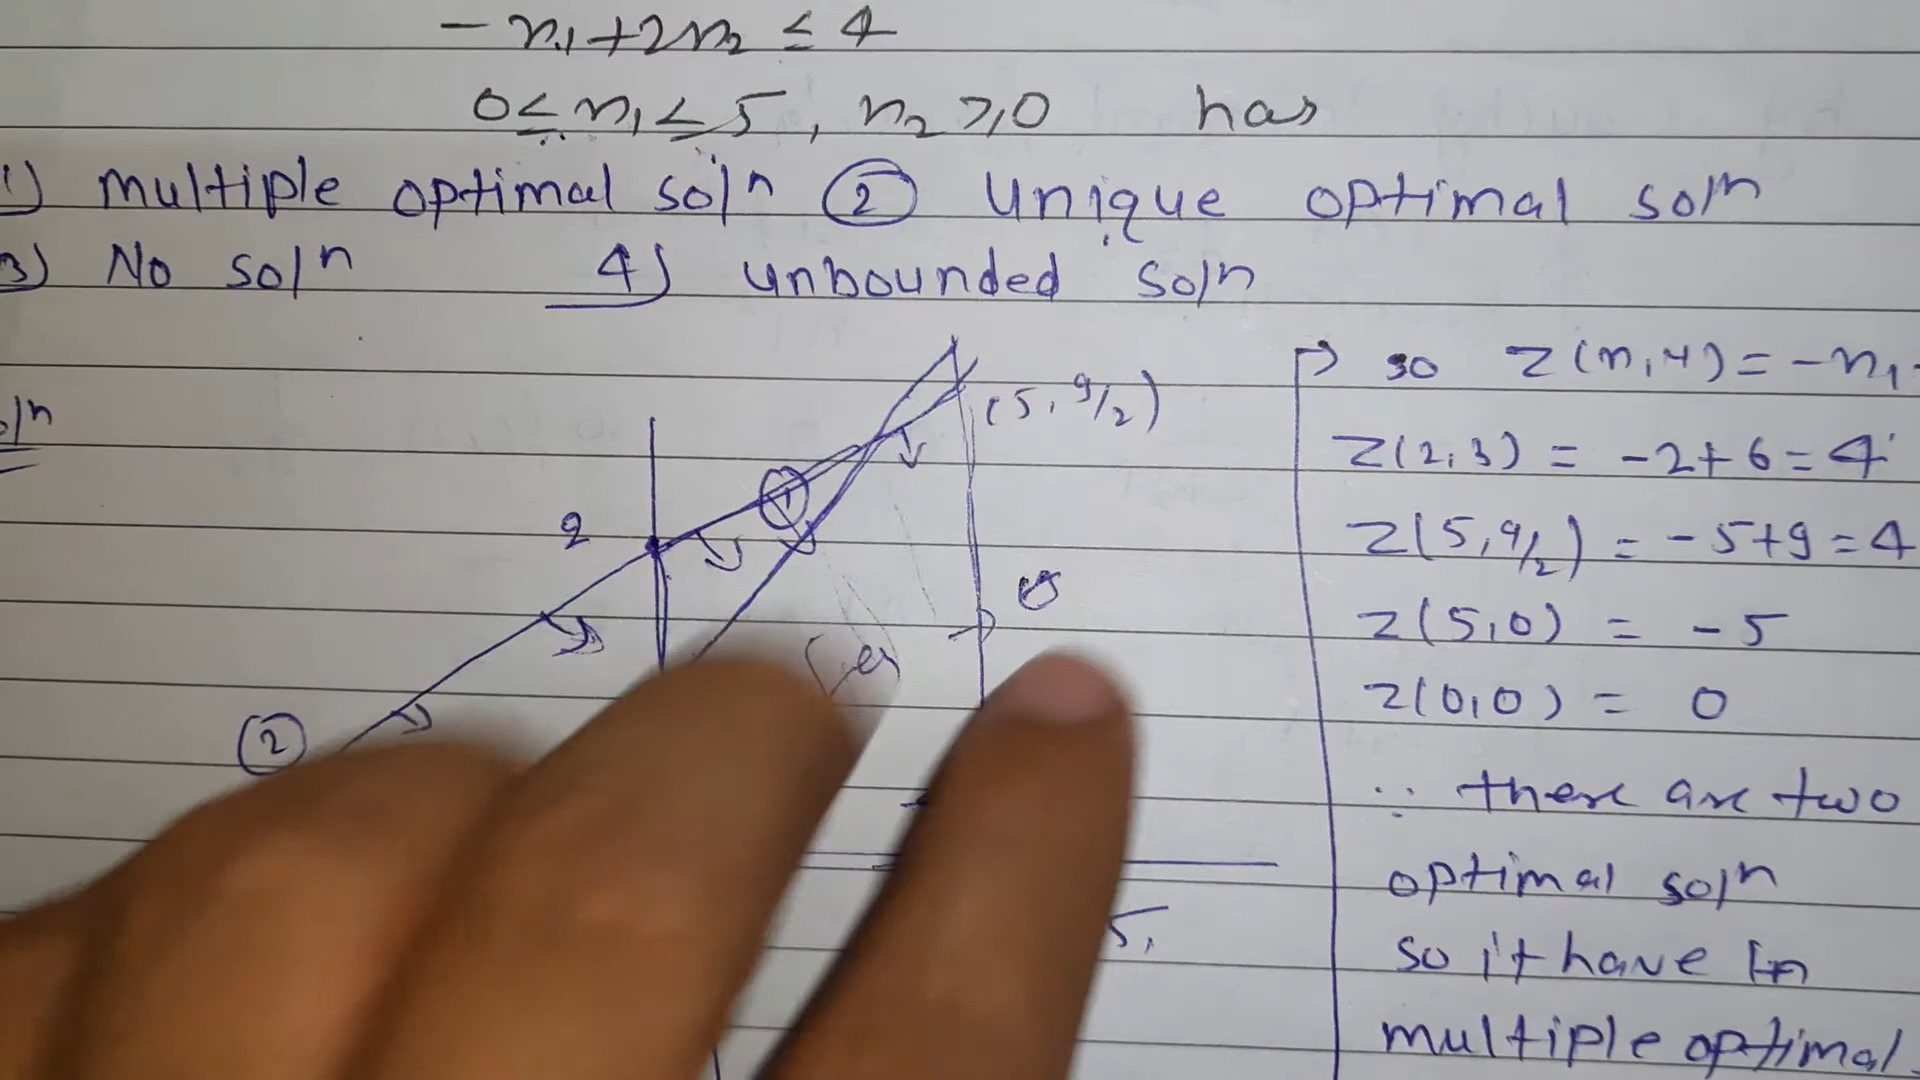 -x1+2x2 ≤ 4
0≤x1≤5, x2≥0 has
1) multiple optimal solⁿ ② unique optimal solⁿ
3) No solⁿ 4) unbounded solⁿ
(5, 9/2)
2
①
②
5,
→ so Z(x,y) = -x1
Z(2,3) = -2+6=4
Z(5,9/2) = -5+9=4
Z(5,0) = -5
Z(0,0) = 0
∴ there are two
optimal solⁿ
so it have
multiple optimal